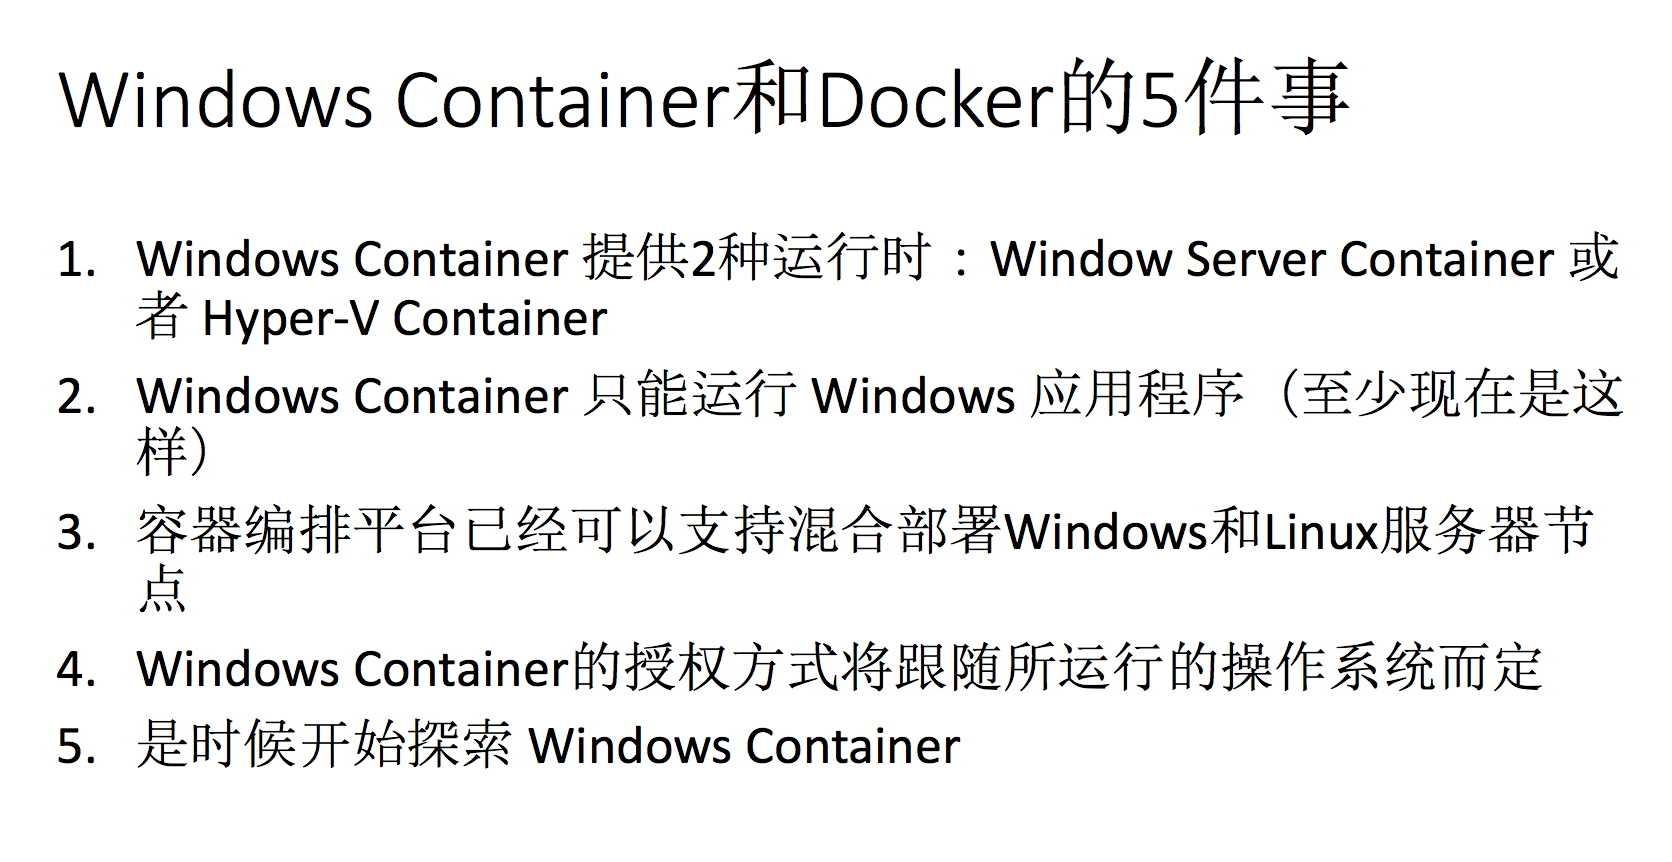 Windows Container和Docker的5件事
1. Windows Container 提供2种运行时：Window Server Container 或
者 Hyper-V Container
2. Windows Container 只能运行 Windows 应用程序（至少现在是这
样）
3. 容器编排平台已经可以支持混合部署Windows和Linux服务器节
点
4. Windows Container的授权方式将跟随所运行的操作系统而定
5. 是时候开始探索 Windows Container